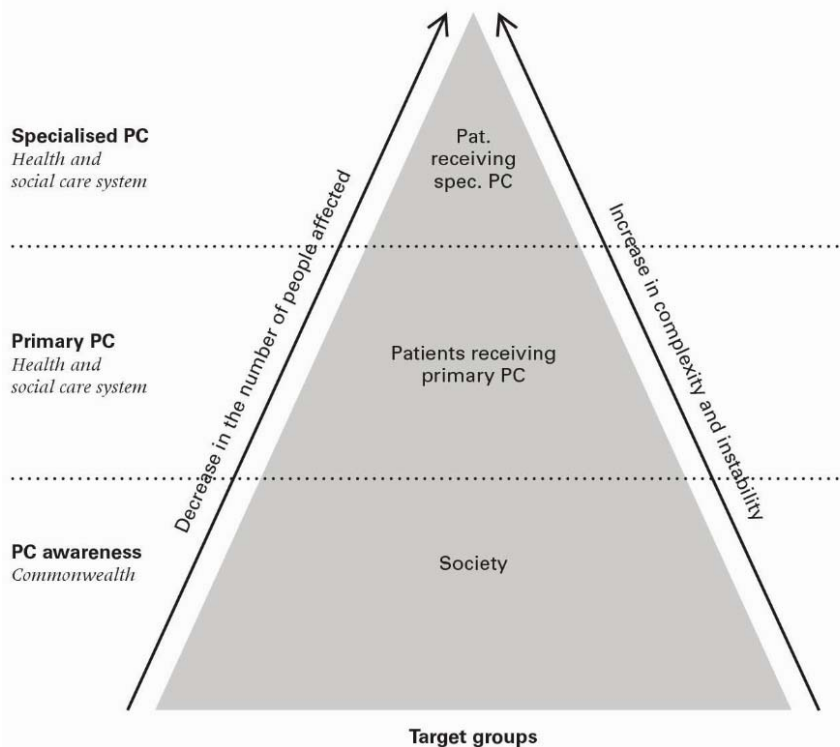 Specialised PC
Health and
social care system
Pat.
receiving
spec. PC
Decrease in the number of people affected
Increase in complexity and instability
Primary PC
Health and
social care system
Patients receiving
primary PC
PC awareness
Commonwealth
Society
Target groups